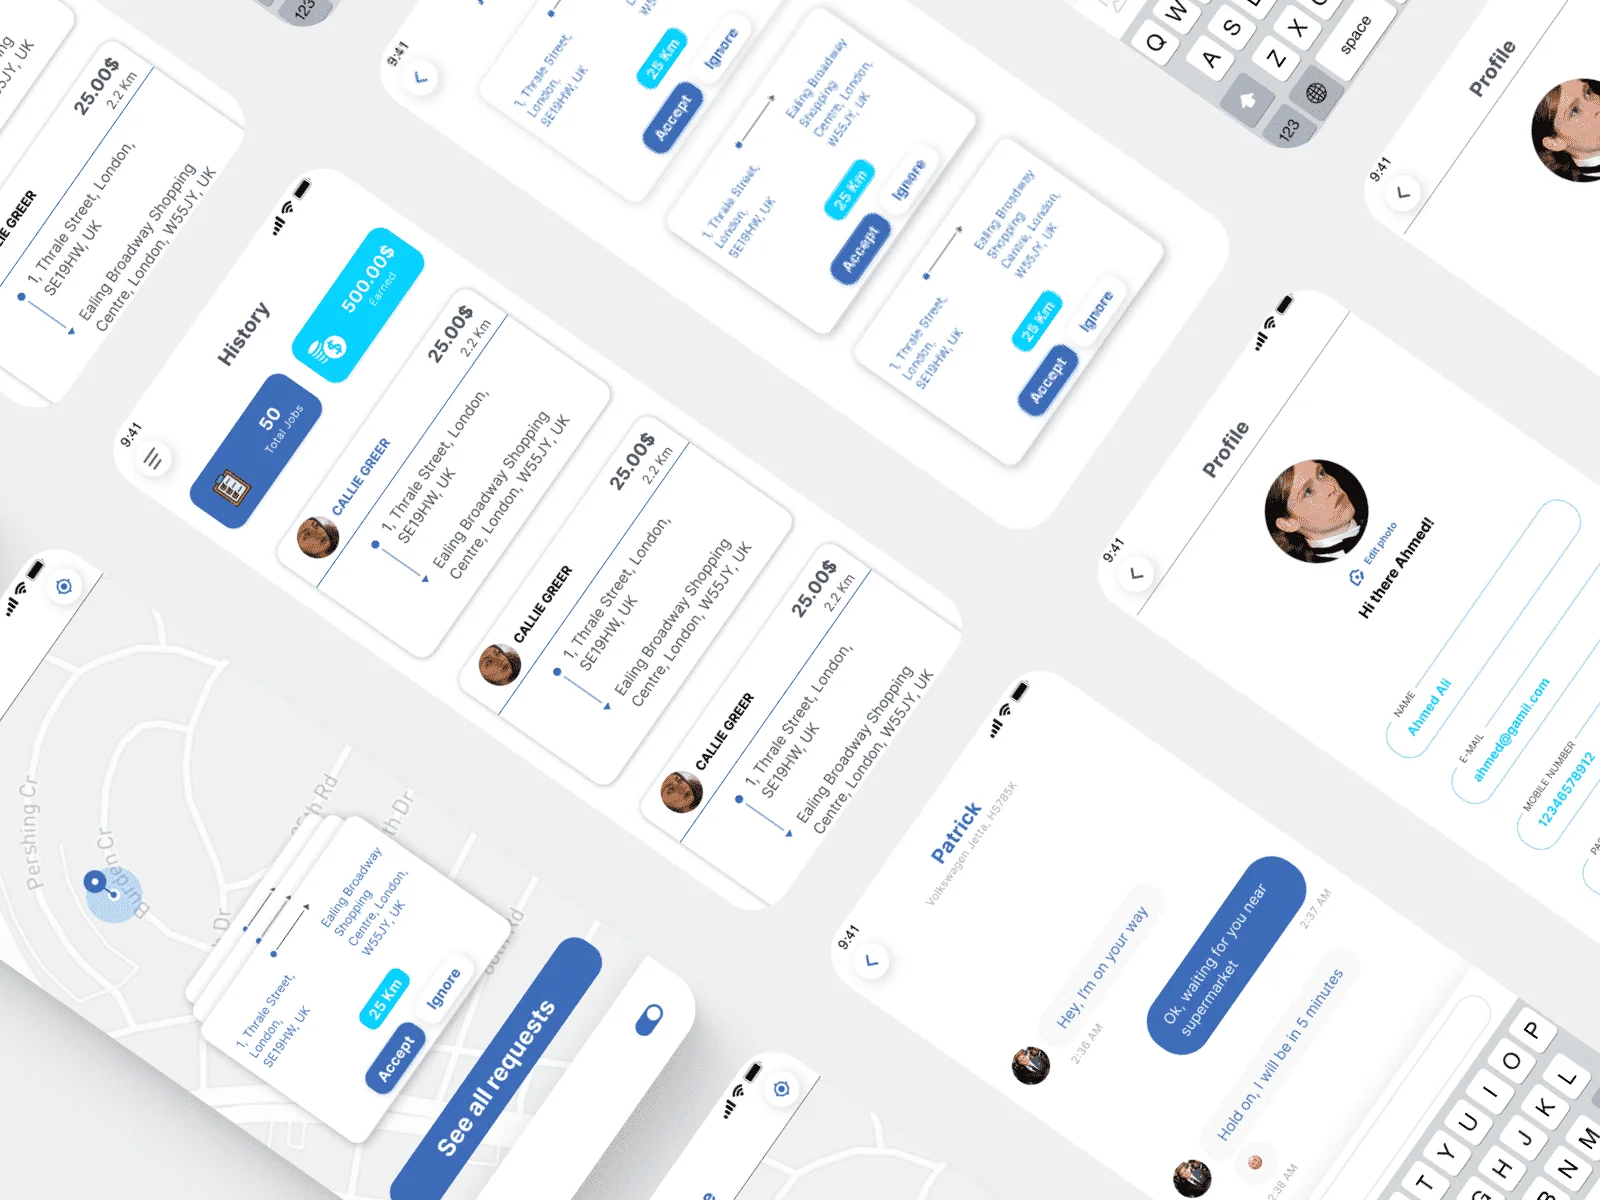 25.00$
2.2 Km
LIE GREER
1, Thrale Street, London,
SE19HW, UK
Ealing Broadway Shopping
Centre, London, W55JY, UK
123
9:41
1, Thrale Street,
London,
SE19HW, UK
25 Km
Ignore
Accept
1, Thrale Street,
London,
SE19HW, UK
Ealing Broadway
Shopping
Centre, London,
W55JY, UK
25 Km
Ignore
Accept
1, Thrale Street,
London,
SE19HW, UK
Ealing Broadway
Shopping
Centre, London,
W55JY, UK
25 Km
Ignore
Accept
Q W
A S
Z X
123
space
9:41
Profile
9:41
History
50
Total Jobs
500.00$
Earned
CALLIE GREER
25.00$
2.2 Km
1, Thrale Street, London,
SE19HW, UK
Ealing Broadway Shopping
Centre, London, W55JY, UK
CALLIE GREER
25.00$
2.2 Km
1, Thrale Street, London,
SE19HW, UK
Ealing Broadway Shopping
Centre, London, W55JY, UK
CALLIE GREER
25.00$
2.2 Km
1, Thrale Street, London,
SE19HW, UK
Ealing Broadway Shopping
Centre, London, W55JY, UK
9:41
Profile
Edit photo
Hi there Ahmed!
NAME
Ahmed Ali
E-MAIL
ahmed@gamil.com
MOBILE NUMBER
12346578912
PA
Pershing Cr
Burden Cr
85th Rd
th Dr
Dr
Rd
1, Thrale Street,
London,
SE19HW, UK
Ealing Broadway
Shopping
Centre, London,
W55JY, UK
25 Km
Ignore
Accept
See all requests
9:41
Patrick
Volkswagen Jetta, HS785K
Hey, I'm on your way
2:36 AM
Ok, waiting for you near
supermarket
2:37 AM
Hold on, I will be in 5 minutes
2:38 AM
T Y U I O P
G H J K L
B N M